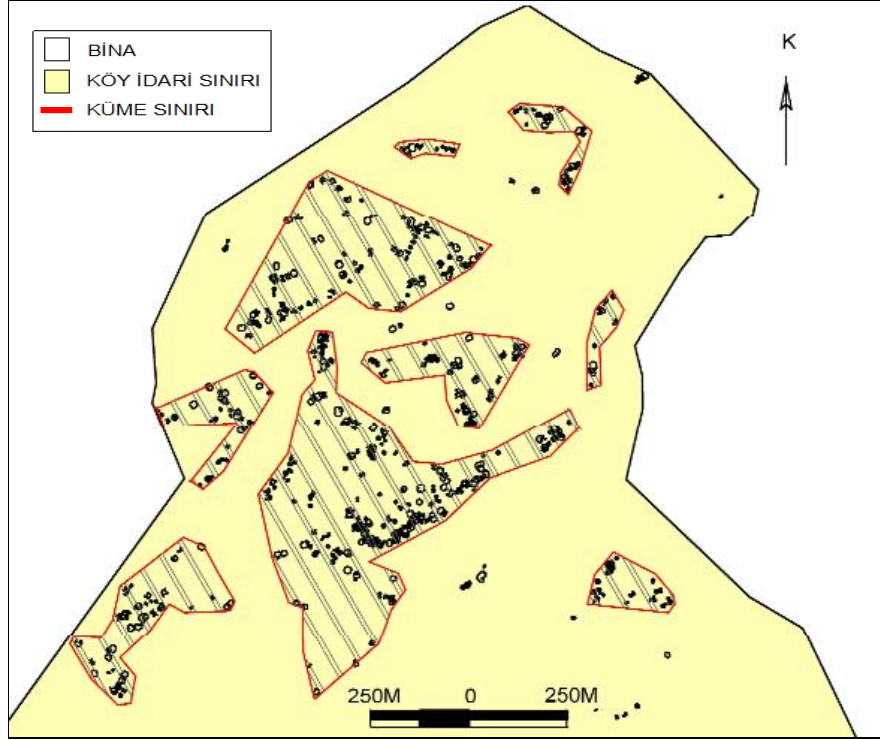 BİNA
KÖY İDARİ SINIRI
KÜME SINIRI
K
250M 0 250M